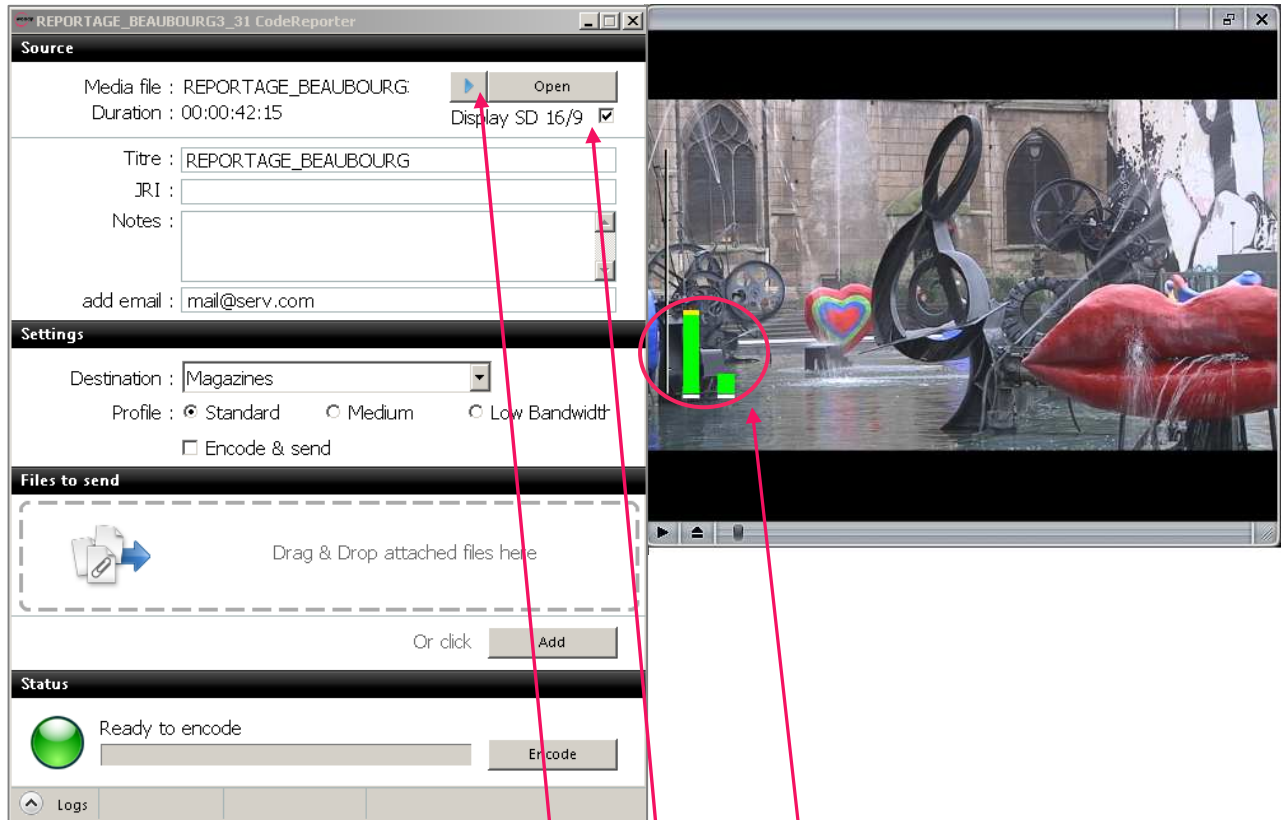 REPORTAGE_BEAUBOURG3_31 CodeReporter
Source
Media file : REPORTAGE_BEAUBOURG
Open
Duration : 00:00:42:15
Display SD 16/9
Titre : REPORTAGE_BEAUBOURG
JRI :
Notes :
add email : mail@serv.com
Settings
Destination : Magazines
Profile : Standard Medium Low Bandwidth
Encode & send
Files to send
Drag & Drop attached files here
Or click Add
Status
Ready to encode
Encode
Logs